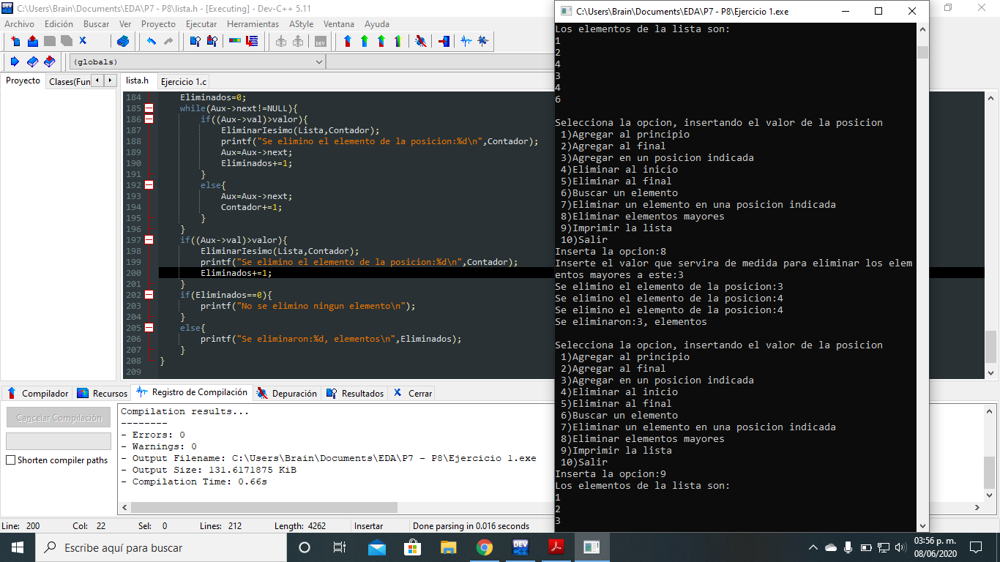 C:\Users\Brain\Documents\EDA\P7 - P8\lista.h - [Executing] - Dev-C++ 5.11
Archivo Edición Buscar Ver Proyecto Ejecutar Herramientas AStyle Ventana Ayuda
(globals)
Proyecto Clases(Fun
lista.h Ejercicio 1.c
184 Eliminados=0;
185 while(Aux->next!=NULL){
186 if((Aux->val)>valor){
187 EliminarIesimo(Lista,Contador);
188 printf("Se elimino el elemento de la posicion:%d\n",Contador);
189 Aux=Aux->next;
190 Eliminados+=1;
191 }
192 else{
193 Aux=Aux->next;
194 Contador+=1;
195 }
196 }
197 if((Aux->val)>valor){
198 EliminarIesimo(Lista,Contador);
199 printf("Se elimino el elemento de la posicion:%d\n",Contador);
200 Eliminados+=1;
201 }
202 if(Eliminados==0){
203 printf("No se elimino ningun elemento\n");
204 }
205 else{
206 printf("Se eliminaron:%d, elementos\n",Eliminados);
207 }
208 }
209
Compilador Recursos Registro de Compilación Depuración Resultados Cerrar
Cancelar Compilación
Shorten compiler paths
Compilation results...
--------
- Errors: 0
- Warnings: 0
- Output Filename: C:\Users\Brain\Documents\EDA\P7 - P8\Ejercicio 1.exe
- Output Size: 131.6171875 KiB
- Compilation Time: 0.66s
Line: 200 Col: 22 Sel: 0 Lines: 212 Length: 4262 Insertar Done parsing in 0.016 seconds
C:\Users\Brain\Documents\EDA\P7 - P8\Ejercicio 1.exe
Los elementos de la lista son:
1
2
4
3
4
6
Selecciona la opcion, insertando el valor de la posicion
1)Agregar al principio
2)Agregar al final
3)Agregar en un posicion indicada
4)Eliminar al inicio
5)Eliminar al final
6)Buscar un elemento
7)Eliminar un elemento en una posicion indicada
8)Eliminar elementos mayores
9)Imprimir la lista
10)Salir
Inserta la opcion:8
Inserte el valor que servira de medida para eliminar los elem
entos mayores a este:3
Se elimino el elemento de la posicion:3
Se elimino el elemento de la posicion:4
Se elimino el elemento de la posicion:4
Se eliminaron:3, elementos
Selecciona la opcion, insertando el valor de la posicion
1)Agregar al principio
2)Agregar al final
3)Agregar en un posicion indicada
4)Eliminar al inicio
5)Eliminar al final
6)Buscar un elemento
7)Eliminar un elemento en una posicion indicada
8)Eliminar elementos mayores
9)Imprimir la lista
10)Salir
Inserta la opcion:9
Los elementos de la lista son:
1
2
3
Escribe aquí para buscar
DEV
03:56 p. m.
08/06/2020